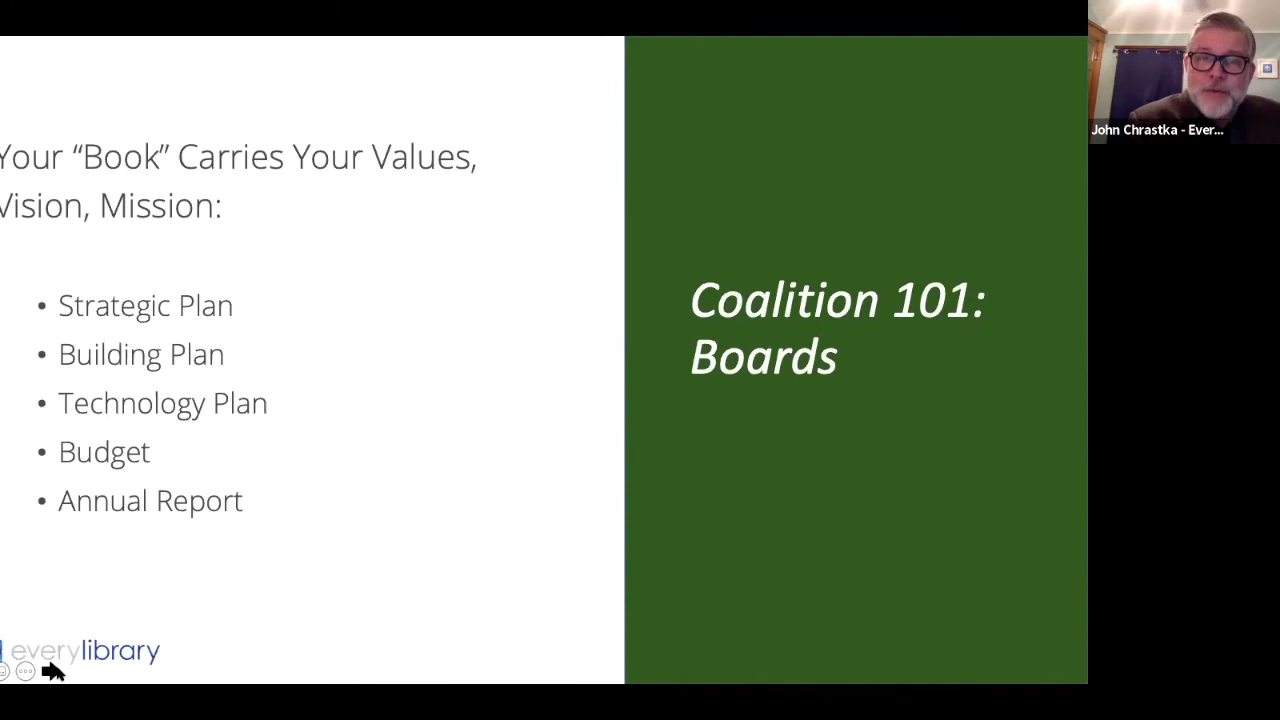 Your “Book” Carries Your Values,
Vision, Mission:
• Strategic Plan
• Building Plan
• Technology Plan
• Budget
• Annual Report
everylibrary
Coalition 101:
Boards
John Chrastka - Ever...